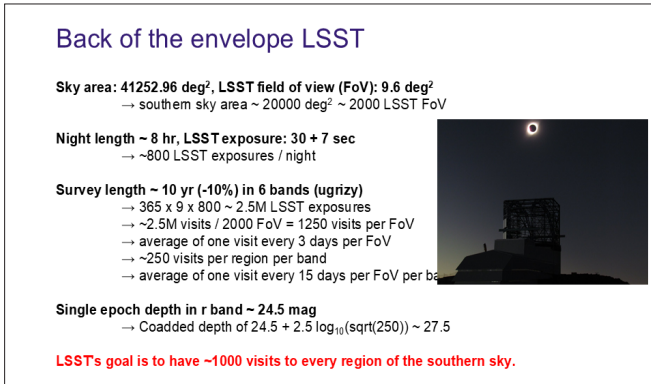 Back of the envelope LSST
Sky area: 41252.96 deg², LSST field of view (FoV): 9.6 deg²
→ southern sky area ~ 20000 deg² ~ 2000 LSST FoV
Night length ~ 8 hr, LSST exposure: 30 + 7 sec
→ ~800 LSST exposures / night
Survey length ~ 10 yr (-10%) in 6 bands (ugrizy)
→ 365 x 9 x 800 ~ 2.5M LSST exposures
→ ~2.5M visits / 2000 FoV = 1250 visits per FoV
→ average of one visit every 3 days per FoV
→ ~250 visits per region per band
→ average of one visit every 15 days per FoV per
Single epoch depth in r band ~ 24.5 mag
→ Coadded depth of 24.5 + 2.5 log₁₀(sqrt(250)) ~ 27.5
LSST's goal is to have ~1000 visits to every region of the southern sky.